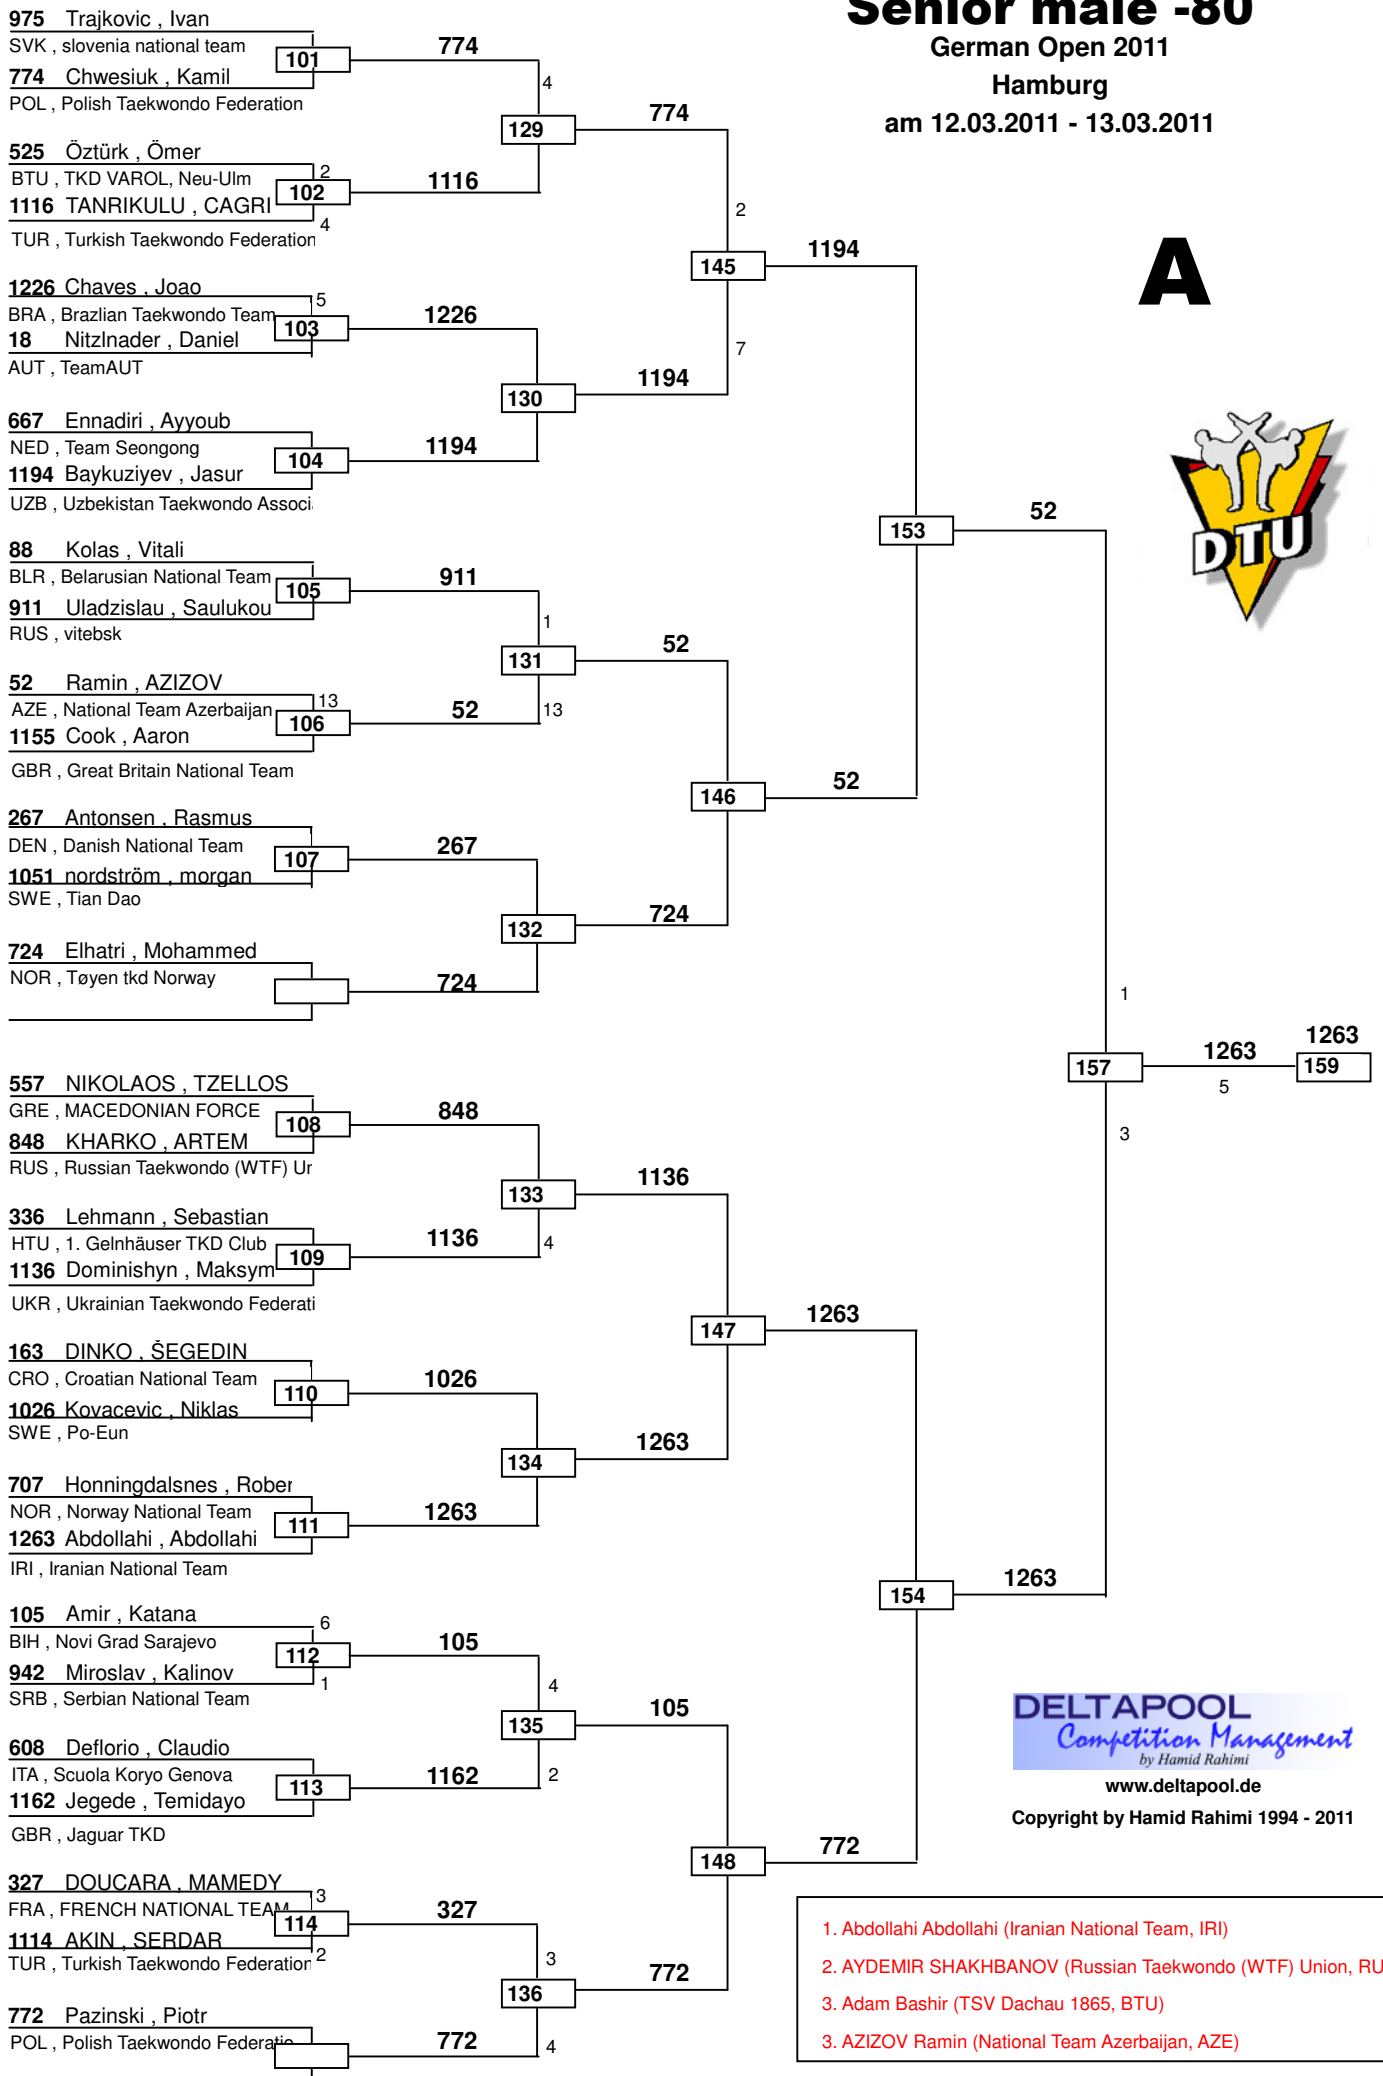 Senior male -80
German Open 2011
Hamburg
am 12.03.2011 - 13.03.2011
A
DTU
975 Trajkovic , Ivan
SVK , slovenia national team
101
774
774 Chwesiuk , Kamil
POL , Polish Taekwondo Federation
4
129
774
525 Öztürk , Ömer
2
BTU , TKD VAROL, Neu-Ulm
102
1116
1116 TANRIKULU , CAGRI
4
TUR , Turkish Taekwondo Federation
2
145
1194
1226 Chaves , Joao
5
BRA , Brazlian Taekwondo Team
103
1226
18 Nitzlnader , Daniel
AUT , TeamAUT
7
130
1194
667 Ennadiri , Ayyoub
NED , Team Seongong
104
1194
1194 Baykuziyev , Jasur
UZB , Uzbekistan Taekwondo Associ
153
52
88 Kolas , Vitali
BLR , Belarusian National Team
105
911
911 Uladzislau , Saulukou
RUS , vitebsk
1
131
52
52 Ramin , AZIZOV
13
AZE , National Team Azerbaijan
106
52
13
1155 Cook , Aaron
GBR , Great Britain National Team
146
52
267 Antonsen , Rasmus
DEN , Danish National Team
107
267
1051 nordström , morgan
SWE , Tian Dao
132
724
724 Elhatri , Mohammed
NOR , Tøyen tkd Norway
724
1
157
1263
5
1263
159
3
557 NIKOLAOS , TZELLOS
GRE , MACEDONIAN FORCE
108
848
848 KHARKO , ARTEM
RUS , Russian Taekwondo (WTF) Ur
133
1136
336 Lehmann , Sebastian
HTU , 1. Gelnhäuser TKD Club
109
1136
4
1136 Dominishyn , Maksym
UKR , Ukrainian Taekwondo Federati
147
1263
163 DINKO , ŠEGEDIN
CRO , Croatian National Team
110
1026
1026 Kovacevic , Niklas
SWE , Po-Eun
134
1263
707 Honningdalsnes , Rober
NOR , Norway National Team
111
1263
1263 Abdollahi , Abdollahi
IRI , Iranian National Team
154
1263
105 Amir , Katana
6
BIH , Novi Grad Sarajevo
112
105
942 Miroslav , Kalinov
1
SRB , Serbian National Team
4
135
105
608 Deflorio , Claudio
ITA , Scuola Koryo Genova
113
1162
2
1162 Jegede , Temidayo
GBR , Jaguar TKD
148
772
327 DOUCARA , MAMEDY
3
FRA , FRENCH NATIONAL TEAM
114
327
1114 AKIN , SERDAR
2
TUR , Turkish Taekwondo Federation
3
136
772
772 Pazinski , Piotr
POL , Polish Taekwondo Federatio
772
4
DELTAPOOL
Competition Management
by Hamid Rahimi
www.deltapool.de
Copyright by Hamid Rahimi 1994 - 2011
1. Abdollahi Abdollahi (Iranian National Team, IRI)
2. AYDEMIR SHAKHBANOV (Russian Taekwondo (WTF) Union, RU
3. Adam Bashir (TSV Dachau 1865, BTU)
3. AZIZOV Ramin (National Team Azerbaijan, AZE)